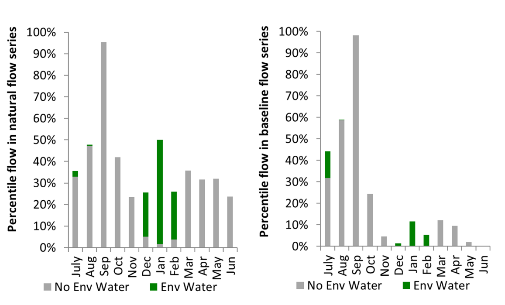 Percentile flow in natural flow series
100%
90%
80%
70%
60%
50%
40%
30%
20%
10%
0%
July
Aug
Sep
Oct
Nov
Dec
Jan
Feb
Mar
Apr
May
Jun
No Env Water
Env Water
Percentile flow in baseline flow series
100%
90%
80%
70%
60%
50%
40%
30%
20%
10%
0%
July
Aug
Sep
Oct
Nov
Dec
Jan
Feb
Mar
Apr
May
Jun
No Env Water
Env Water